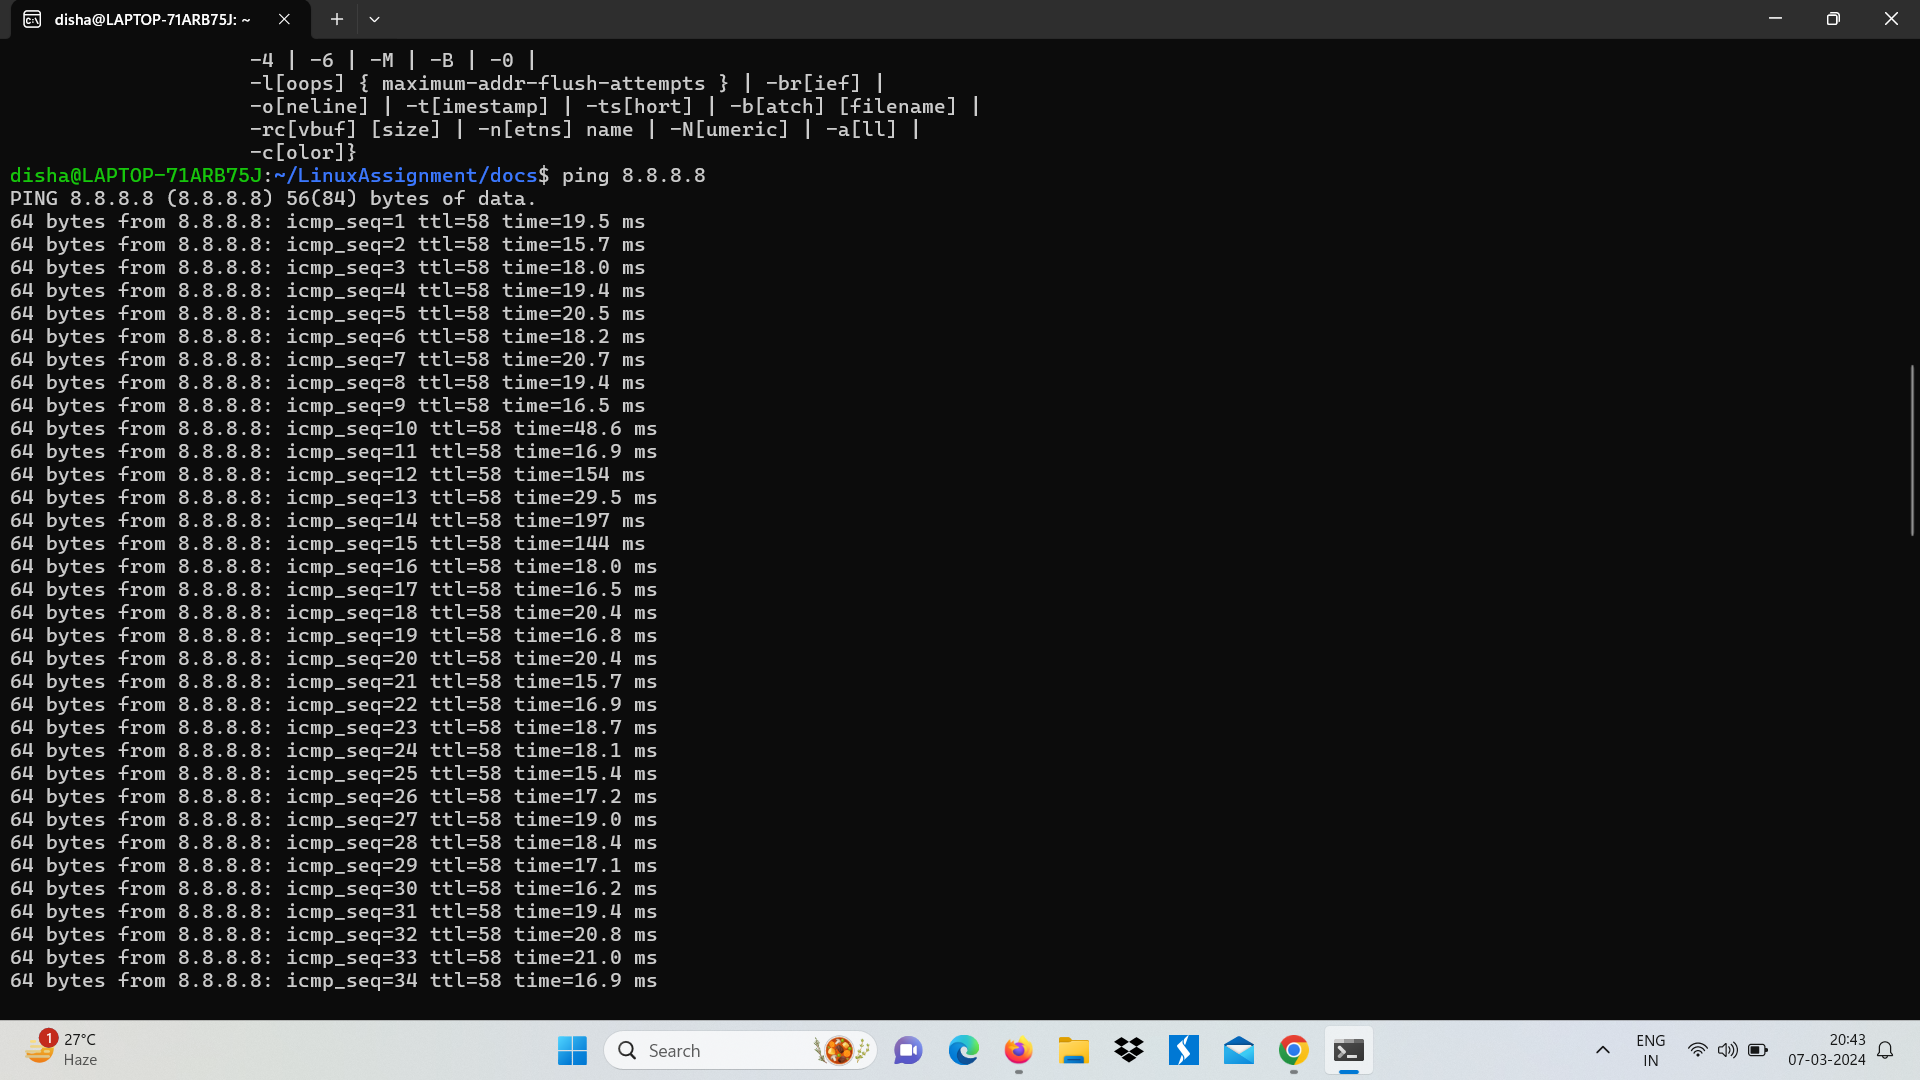 disha@LAPTOP-71ARB75J: ~
-4 | -6 | -M | -B | -0 |
-l[oops] { maximum-addr-flush-attempts } | -br[ief] |
-o[neline] | -t[imestamp] | -ts[hort] | -b[atch] [filename] |
-rc[vbuf] [size] | -n[etns] name | -N[umeric] | -a[ll] |
-c[olor]}
disha@LAPTOP-71ARB75J:~/LinuxAssignment/docs$ ping 8.8.8.8
PING 8.8.8.8 (8.8.8.8) 56(84) bytes of data.
64 bytes from 8.8.8.8: icmp_seq=1 ttl=58 time=19.5 ms
64 bytes from 8.8.8.8: icmp_seq=2 ttl=58 time=15.7 ms
64 bytes from 8.8.8.8: icmp_seq=3 ttl=58 time=18.0 ms
64 bytes from 8.8.8.8: icmp_seq=4 ttl=58 time=19.4 ms
64 bytes from 8.8.8.8: icmp_seq=5 ttl=58 time=20.5 ms
64 bytes from 8.8.8.8: icmp_seq=6 ttl=58 time=18.2 ms
64 bytes from 8.8.8.8: icmp_seq=7 ttl=58 time=20.7 ms
64 bytes from 8.8.8.8: icmp_seq=8 ttl=58 time=19.4 ms
64 bytes from 8.8.8.8: icmp_seq=9 ttl=58 time=16.5 ms
64 bytes from 8.8.8.8: icmp_seq=10 ttl=58 time=48.6 ms
64 bytes from 8.8.8.8: icmp_seq=11 ttl=58 time=16.9 ms
64 bytes from 8.8.8.8: icmp_seq=12 ttl=58 time=154 ms
64 bytes from 8.8.8.8: icmp_seq=13 ttl=58 time=29.5 ms
64 bytes from 8.8.8.8: icmp_seq=14 ttl=58 time=197 ms
64 bytes from 8.8.8.8: icmp_seq=15 ttl=58 time=144 ms
64 bytes from 8.8.8.8: icmp_seq=16 ttl=58 time=18.0 ms
64 bytes from 8.8.8.8: icmp_seq=17 ttl=58 time=16.5 ms
64 bytes from 8.8.8.8: icmp_seq=18 ttl=58 time=20.4 ms
64 bytes from 8.8.8.8: icmp_seq=19 ttl=58 time=16.8 ms
64 bytes from 8.8.8.8: icmp_seq=20 ttl=58 time=20.4 ms
64 bytes from 8.8.8.8: icmp_seq=21 ttl=58 time=15.7 ms
64 bytes from 8.8.8.8: icmp_seq=22 ttl=58 time=16.9 ms
64 bytes from 8.8.8.8: icmp_seq=23 ttl=58 time=18.7 ms
64 bytes from 8.8.8.8: icmp_seq=24 ttl=58 time=18.1 ms
64 bytes from 8.8.8.8: icmp_seq=25 ttl=58 time=15.4 ms
64 bytes from 8.8.8.8: icmp_seq=26 ttl=58 time=17.2 ms
64 bytes from 8.8.8.8: icmp_seq=27 ttl=58 time=19.0 ms
64 bytes from 8.8.8.8: icmp_seq=28 ttl=58 time=18.4 ms
64 bytes from 8.8.8.8: icmp_seq=29 ttl=58 time=17.1 ms
64 bytes from 8.8.8.8: icmp_seq=30 ttl=58 time=16.2 ms
64 bytes from 8.8.8.8: icmp_seq=31 ttl=58 time=19.4 ms
64 bytes from 8.8.8.8: icmp_seq=32 ttl=58 time=20.8 ms
64 bytes from 8.8.8.8: icmp_seq=33 ttl=58 time=21.0 ms
64 bytes from 8.8.8.8: icmp_seq=34 ttl=58 time=16.9 ms
1
27°C
Haze
Search
ENG
IN
20:43
07-03-2024